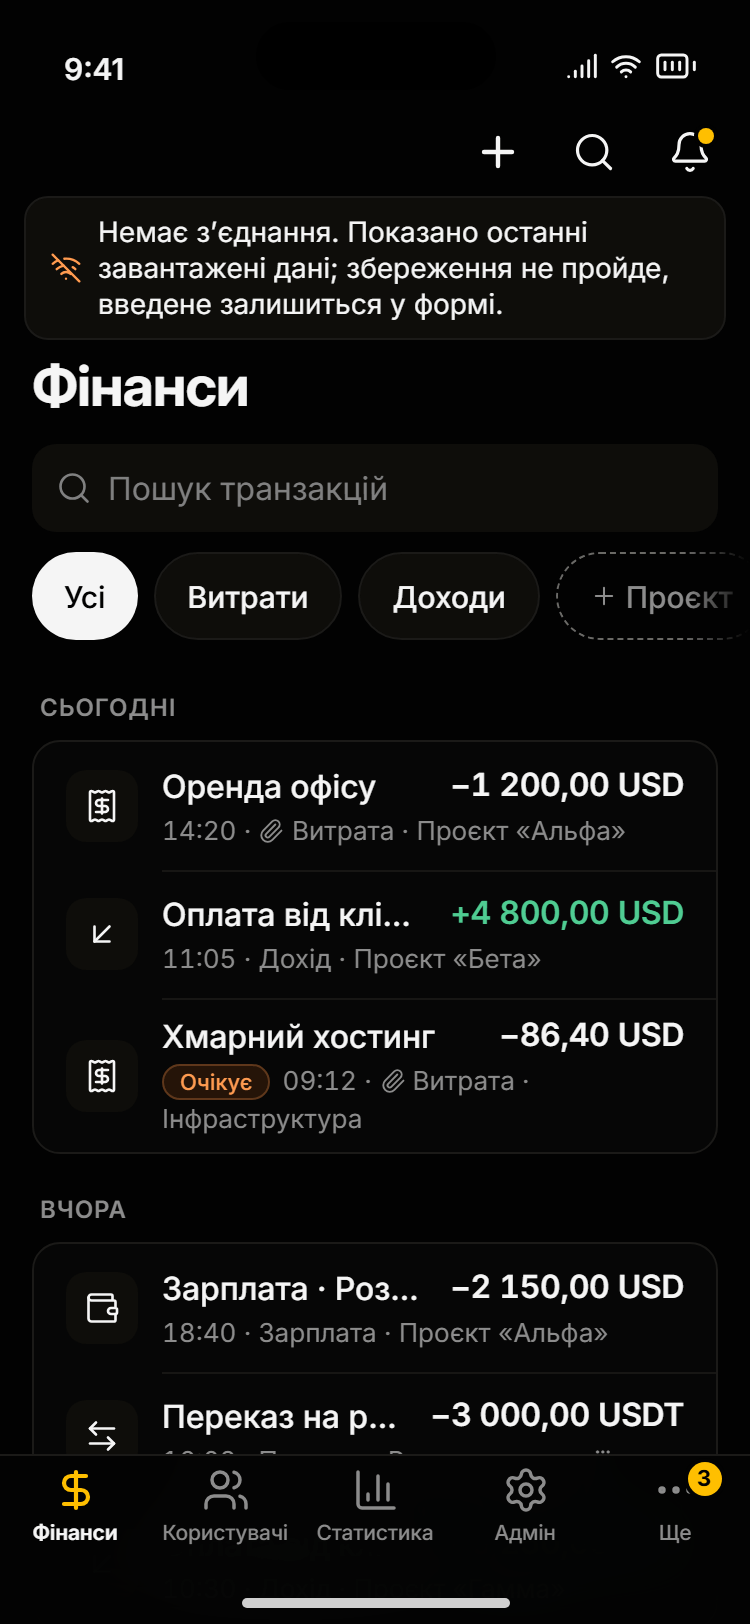 9:41
Немає з’єднання. Показано останні
завантажені дані; збереження не пройде,
введене залишиться у формі.
Фінанси
Пошук транзакцій
Усі
Витрати
Доходи
+ Проєкт
СЬОГОДНІ
Оренда офісу −1 200,00 USD
14:20 · Витрата · Проєкт «Альфа»
Оплата від клі… +4 800,00 USD
11:05 · Дохід · Проєкт «Бета»
Хмарний хостинг −86,40 USD
Очікує 09:12 · Витрата ·
Інфраструктура
ВЧОРА
Зарплата · Роз… −2 150,00 USD
18:40 · Зарплата · Проєкт «Альфа»
Переказ на р… −3 000,00 USDT
3
Фінанси
Користувачі
Статистика
Адмін
Ще